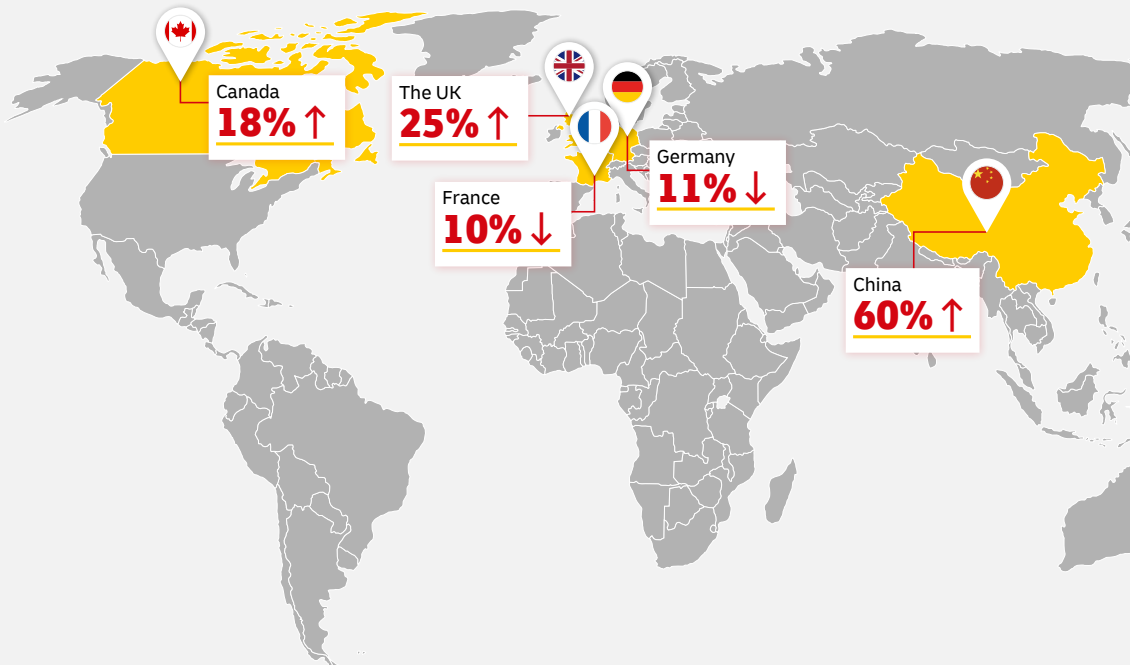 Canada
18% ↑
The UK
25% ↑
France
10% ↓
Germany
11% ↓
China
60% ↑